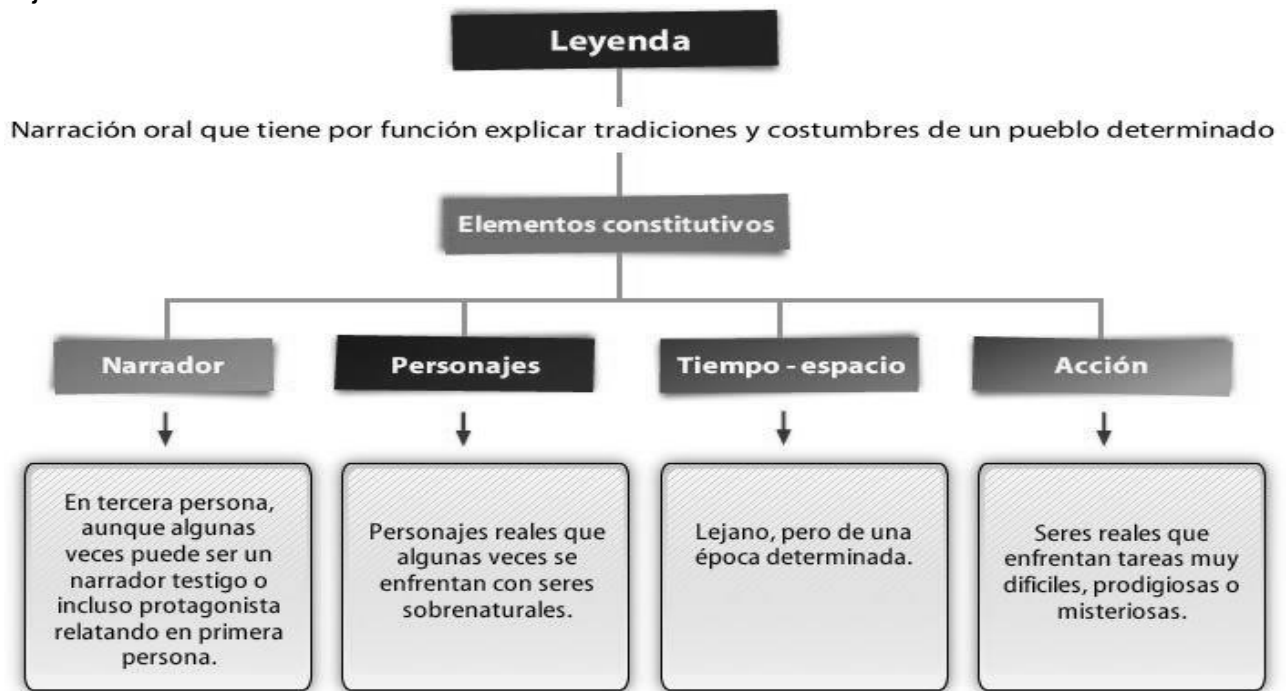 Leyenda
Narración oral que tiene por función explicar tradiciones y costumbres de un pueblo determinado
Elementos constitutivos
Narrador
Personajes
Tiempo - espacio
Acción
En tercera persona,
aunque algunas
veces puede ser un
narrador testigo o
incluso protagonista
relatando en primera
persona.
Personajes reales que
algunas veces se
enfrentan con seres
sobrenaturales.
Lejano, pero de una
época determinada.
Seres reales que
enfrentan tareas muy
dificiles, prodigiosas o
misteriosas.